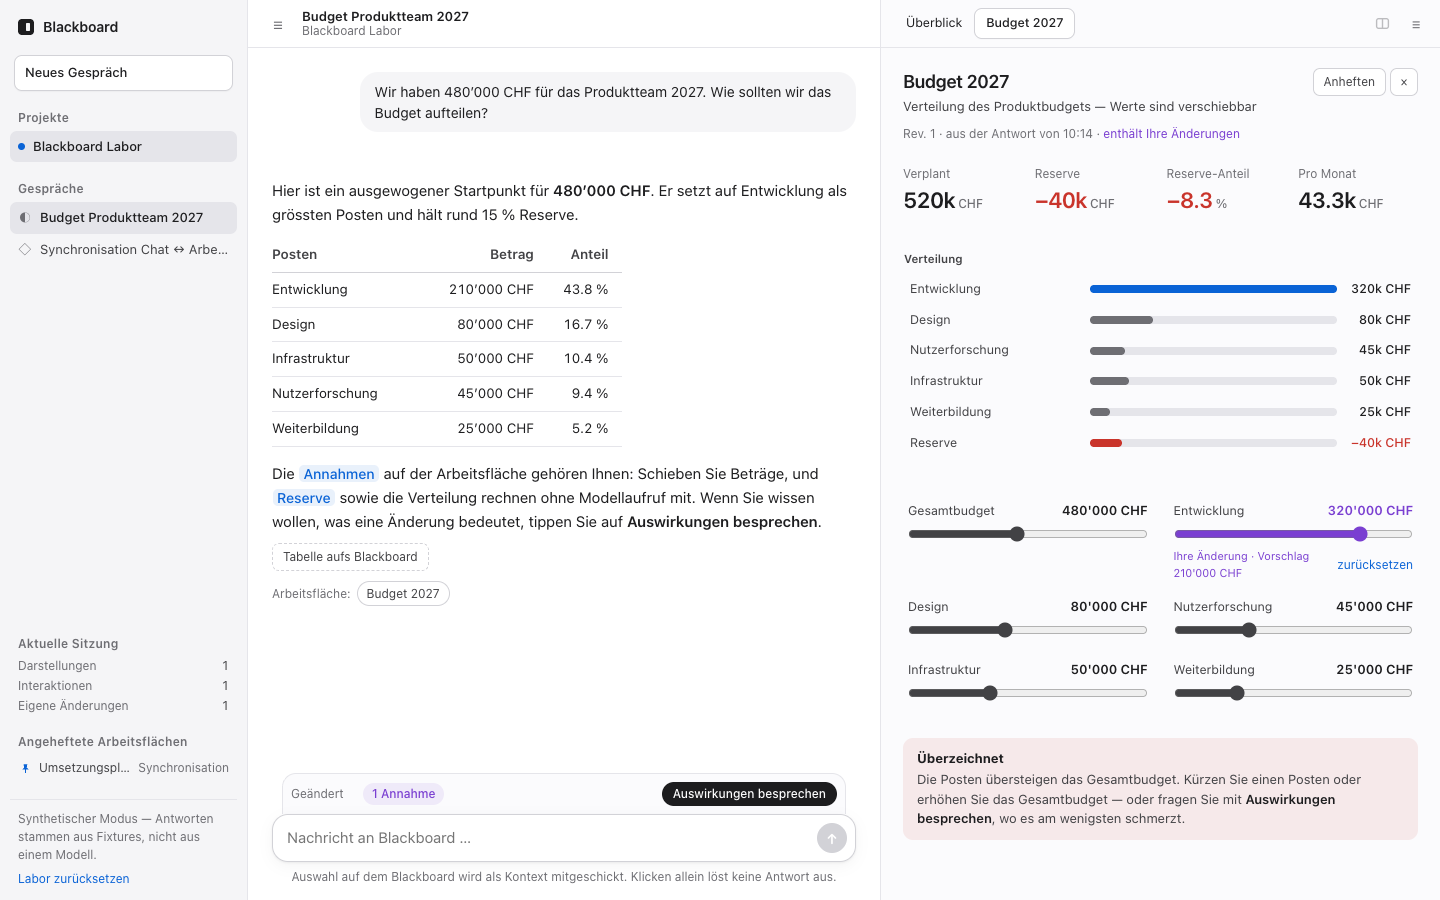 Blackboard
Neues Gespräch
Projekte
Blackboard Labor
Gespräche
Budget Produktteam 2027
Synchronisation Chat ↔ Arbe…
Aktuelle Sitzung
Darstellungen 1
Interaktionen 1
Eigene Änderungen 1
Angeheftete Arbeitsflächen
Umsetzungspl… Synchronisation
Synthetischer Modus — Antworten
stammen aus Fixtures, nicht aus
einem Modell.
Labor zurücksetzen
Budget Produktteam 2027
Blackboard Labor
Wir haben 480’000 CHF für das Produktteam 2027. Wie sollten wir das
Budget aufteilen?
Hier ist ein ausgewogener Startpunkt für 480’000 CHF. Er setzt auf Entwicklung als
grössten Posten und hält rund 15 % Reserve.
Posten Betrag Anteil
Entwicklung 210’000 CHF 43.8 %
Design 80’000 CHF 16.7 %
Infrastruktur 50’000 CHF 10.4 %
Nutzerforschung 45’000 CHF 9.4 %
Weiterbildung 25’000 CHF 5.2 %
Die Annahmen auf der Arbeitsfläche gehören Ihnen: Schieben Sie Beträge, und
Reserve sowie die Verteilung rechnen ohne Modellaufruf mit. Wenn Sie wissen
wollen, was eine Änderung bedeutet, tippen Sie auf Auswirkungen besprechen.
Tabelle aufs Blackboard
Arbeitsfläche: Budget 2027
Geändert 1 Annahme Auswirkungen besprechen
Nachricht an Blackboard …
Auswahl auf dem Blackboard wird als Kontext mitgeschickt. Klicken allein löst keine Antwort aus.
Überblick Budget 2027
Budget 2027 Anheften ×
Verteilung des Produktbudgets — Werte sind verschiebbar
Rev. 1 · aus der Antwort von 10:14 · enthält Ihre Änderungen
Verplant Reserve Reserve-Anteil Pro Monat
520k CHF −40k CHF −8.3 % 43.3k CHF
Verteilung
Entwicklung 320k CHF
Design 80k CHF
Nutzerforschung 45k CHF
Infrastruktur 50k CHF
Weiterbildung 25k CHF
Reserve −40k CHF
Gesamtbudget 480'000 CHF
Entwicklung 320'000 CHF
Ihre Änderung · Vorschlag
210'000 CHF
zurücksetzen
Design 80'000 CHF
Nutzerforschung 45'000 CHF
Infrastruktur 50'000 CHF
Weiterbildung 25'000 CHF
Überzeichnet
Die Posten übersteigen das Gesamtbudget. Kürzen Sie einen Posten oder
erhöhen Sie das Gesamtbudget — oder fragen Sie mit Auswirkungen
besprechen, wo es am wenigsten schmerzt.